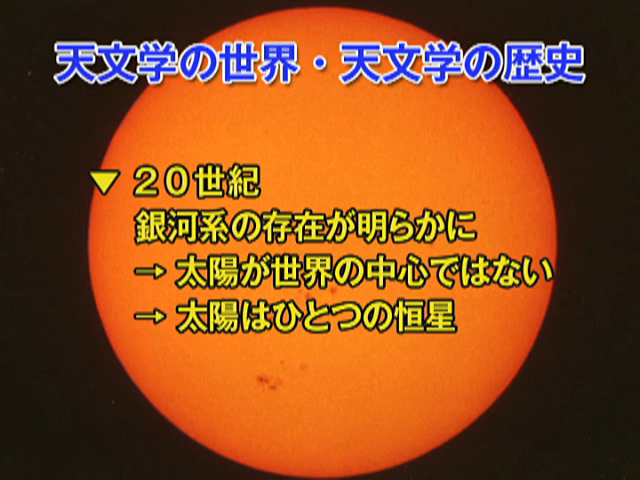 天文学の世界・天文学の歴史
▼ ２０世紀
銀河系の存在が明らかに
→ 太陽が世界の中心ではない
→ 太陽はひとつの恒星